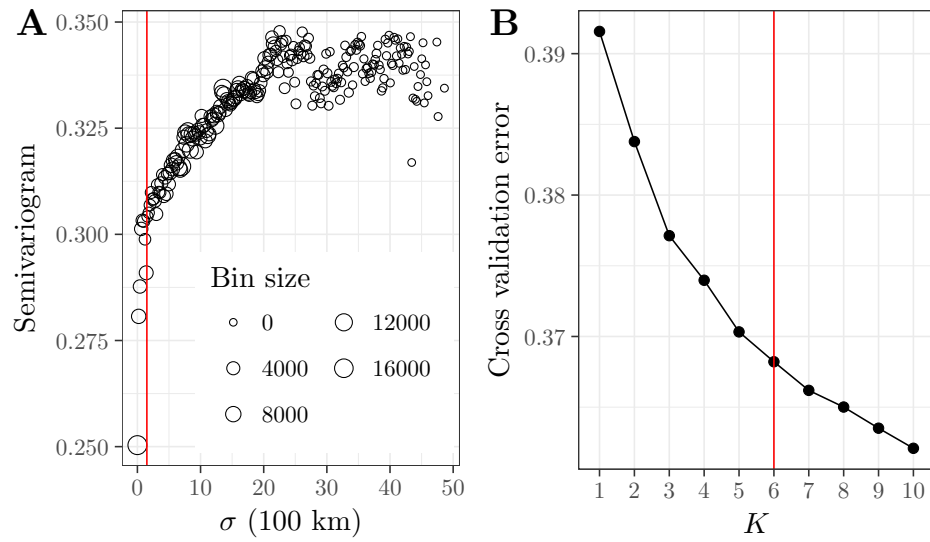 A
Semivariogram
0.350
0.325
0.300
0.275
0.250
Bin size
0
4000
8000
12000
16000
0 10 20 30 40 50
σ (100 km)
B
Cross validation error
0.39
0.38
0.37
1 2 3 4 5 6 7 8 9 10
K